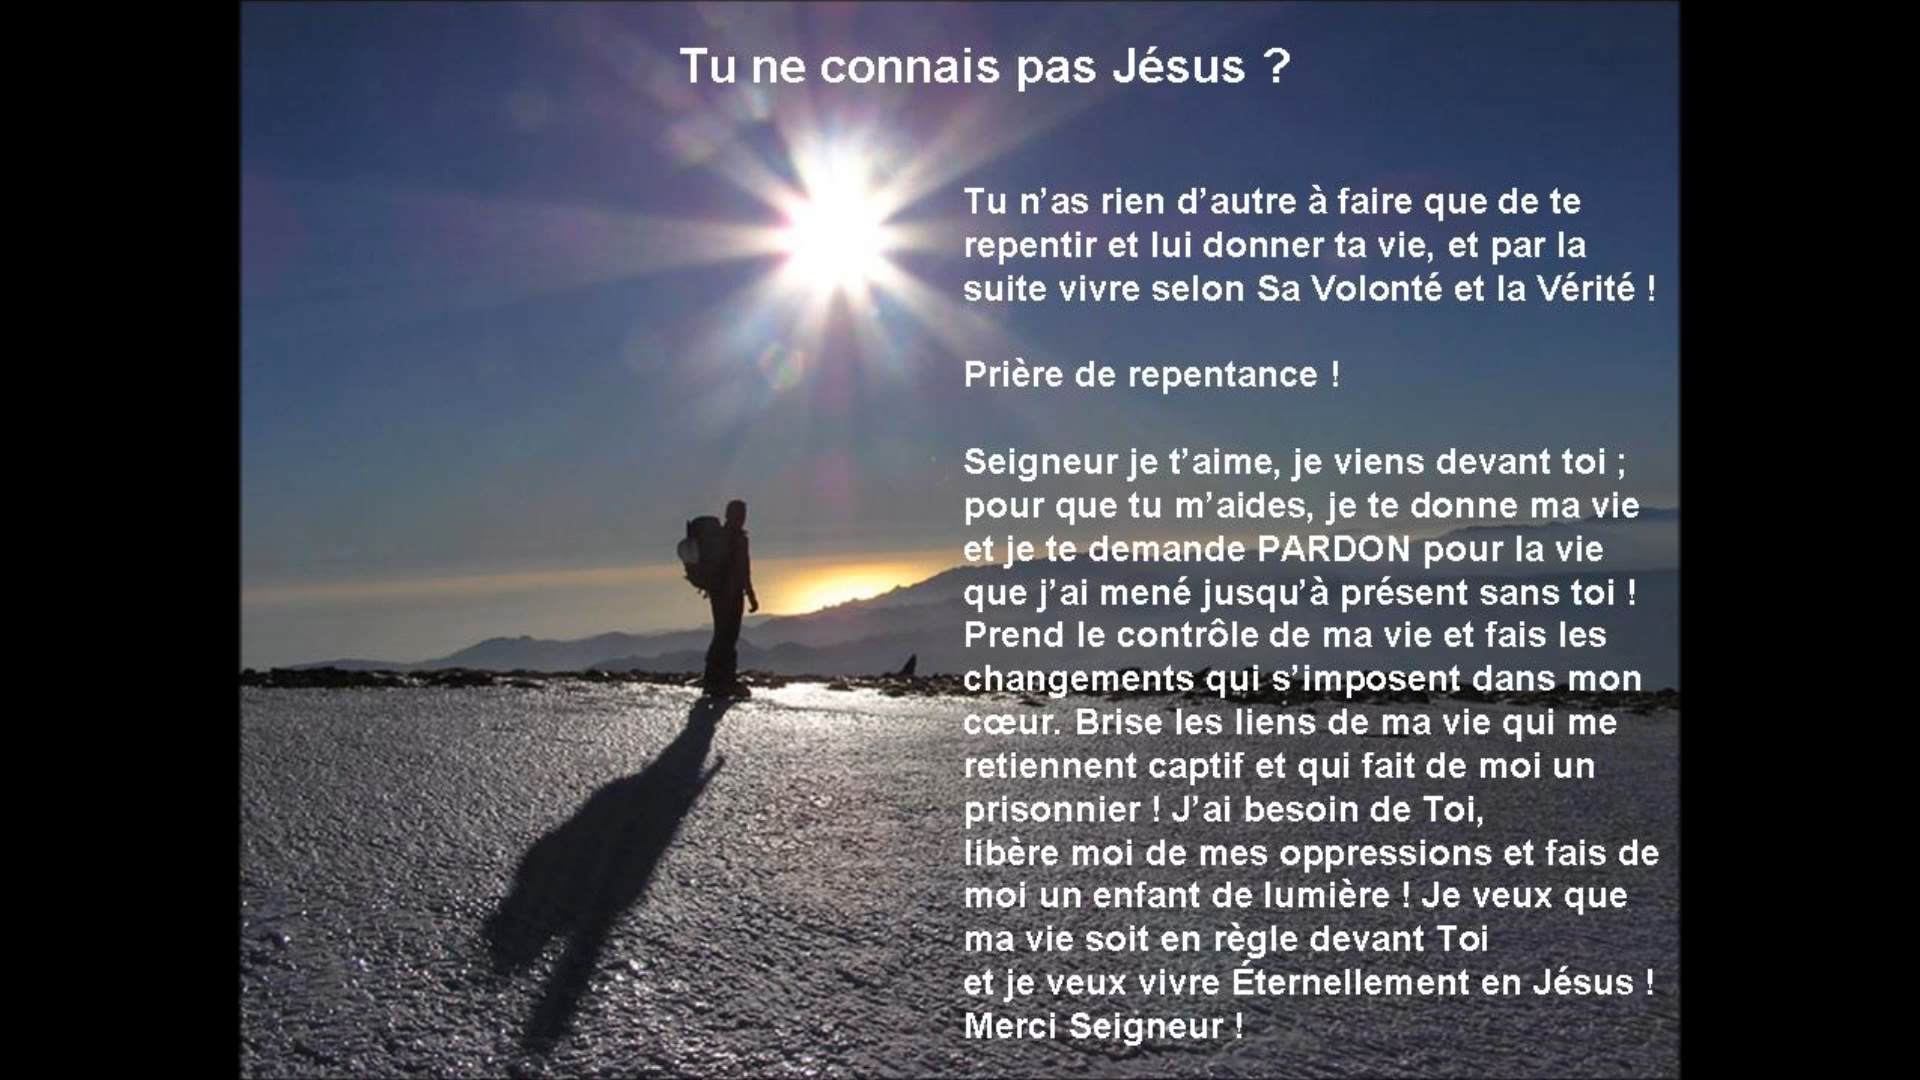 Tu ne connais pas Jésus ?
Tu n’as rien d’autre à faire que de te
repentir et lui donner ta vie, et par la
suite vivre selon Sa Volonté et la Vérité !
Prière de repentance !
Seigneur je t’aime, je viens devant toi ;
pour que tu m’aides, je te donne ma vie
et je te demande PARDON pour la vie
que j’ai mené jusqu’à présent sans toi !
Prend le contrôle de ma vie et fais les
changements qui s’imposent dans mon
cœur. Brise les liens de ma vie qui me
retiennent captif et qui fait de moi un
prisonnier ! J’ai besoin de Toi,
libère moi de mes oppressions et fais de
moi un enfant de lumière ! Je veux que
ma vie soit en règle devant Toi
et je veux vivre Éternellement en Jésus !
Merci Seigneur !